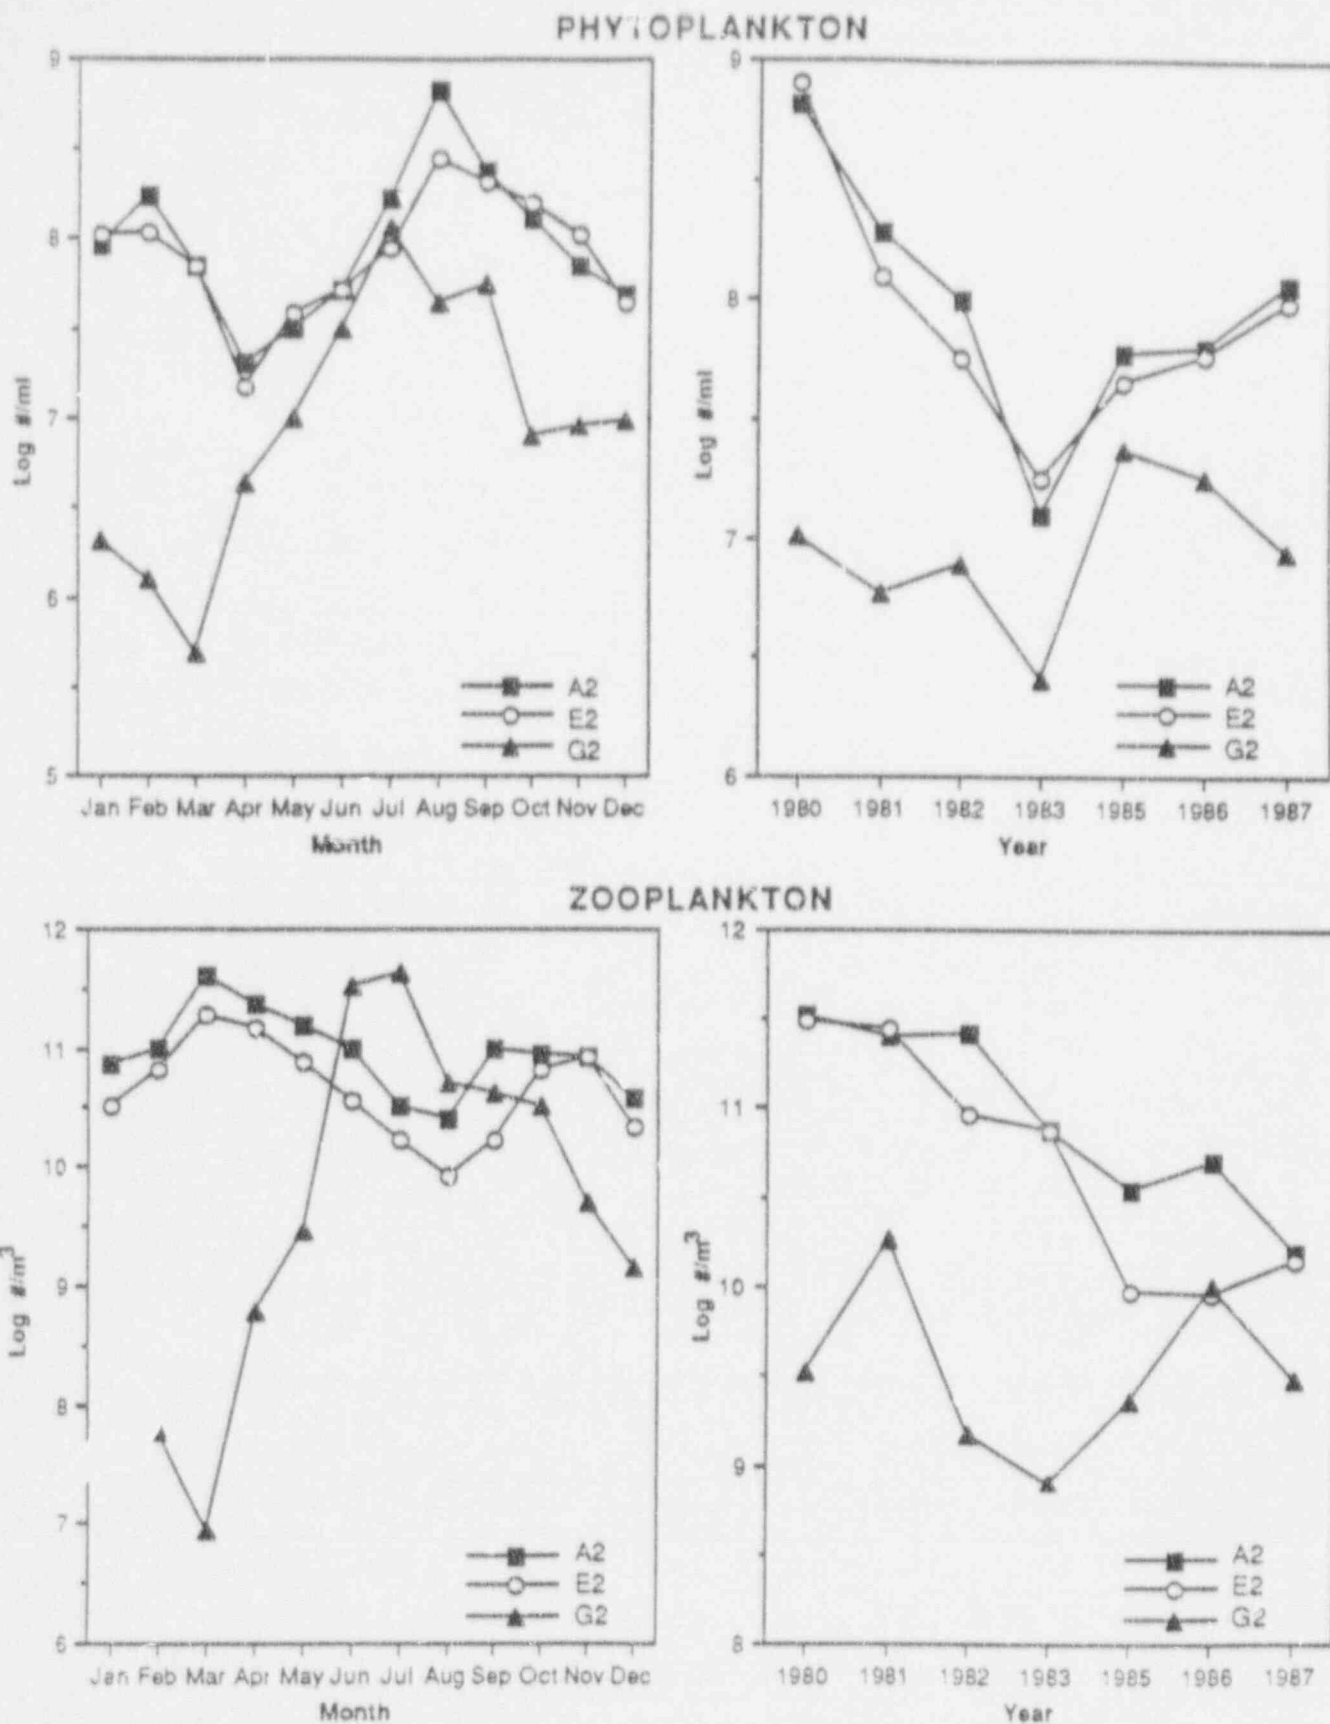 PHYTOPLANKTON
9
8
7
6
5
Log #/ml
Jan Feb Mar Apr May Jun Jul Aug Sep Oct Nov Dec
Month
A2
E2
G2
9
8
7
6
Log #/ml
1980 1981 1982 1983 1985 1986 1987
Year
A2
E2
G2
ZOOPLANKTON
12
11
10
9
8
7
6
Log #/m³
Jan Feb Mar Apr May Jun Jul Aug Sep Oct Nov Dec
Month
A2
E2
G2
12
11
10
9
8
Log #/m³
1980 1981 1982 1983 1985 1986 1987
Year
A2
E2
G2